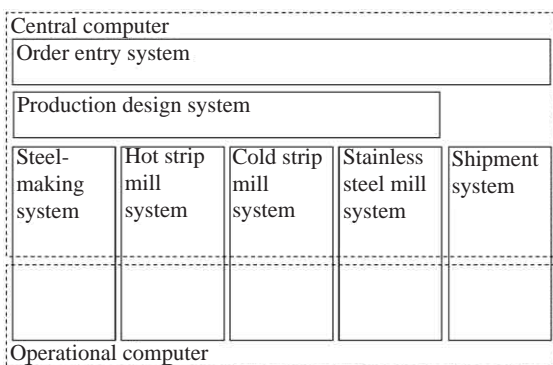 Central computer
Order entry system
Production design system
Steel-
making
system
Hot strip
mill
system
Cold strip
mill
system
Stainless
steel mill
system
Shipment
system
Operational computer